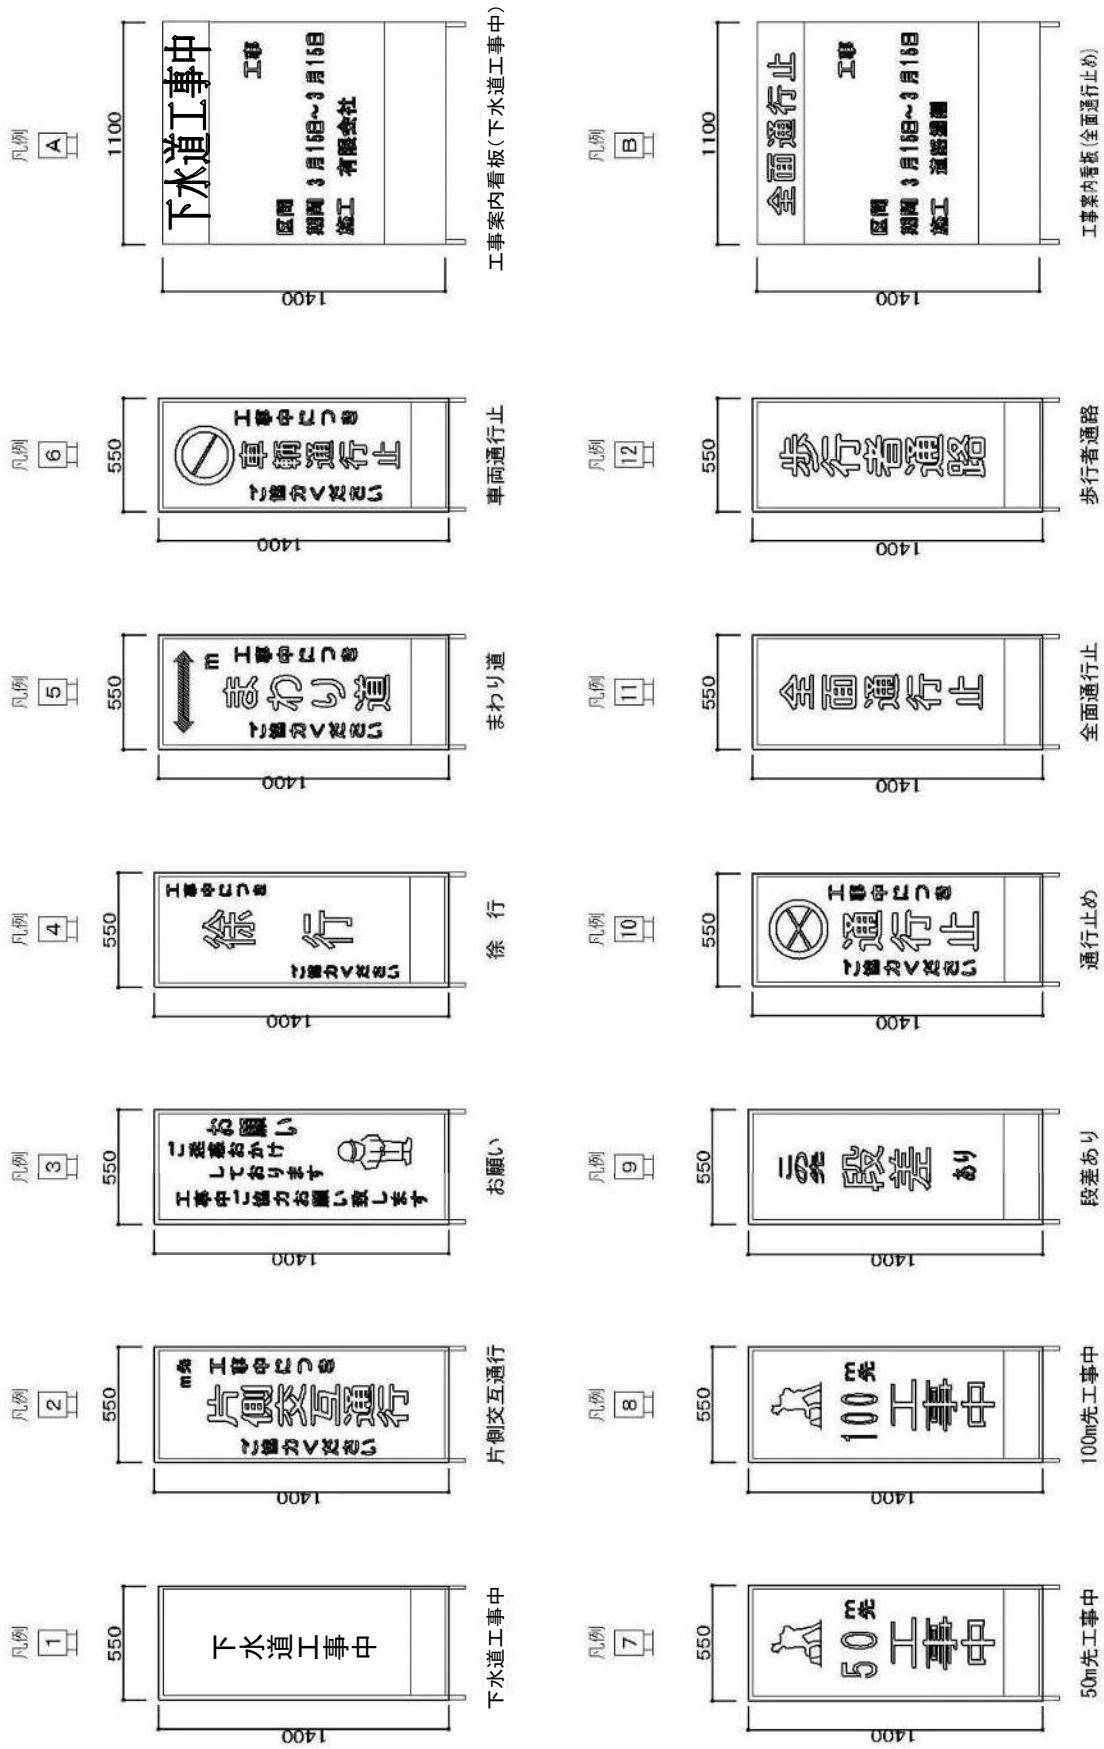 凡例
1
550
1400
下水道工事中
下水道工事中
凡例
2
550
1400
m先
工事中につき
片側交互通行
ご協力ください
片側交互通行
凡例
3
550
1400
お願い
ご迷惑おかけ
しております
工事中ご協力お願い致します
お願い
凡例
4
550
1400
工事中につき
徐 行
ご協力ください
徐 行
凡例
5
550
1400
m
工事中につき
まわり道
ご協力ください
まわり道
凡例
6
550
1400
工事中につき
車輌通行止
ご協力ください
車両通行止
凡例
A
1100
1400
下水道工事中
工事
区間
期間 3月15日~3月15日
施工 有限会社
工事案内看板(下水道工事中)
凡例
7
550
1400
50m先
工事中
50m先工事中
凡例
8
550
1400
100m先
工事中
100m先工事中
凡例
9
550
1400
この先
段差
あり
段差あり
凡例
10
550
1400
工事中につき
通行止
ご協力ください
通行止め
凡例
11
550
1400
全面通行止
全面通行止
凡例
12
550
1400
歩行者通路
歩行者通路
凡例
B
1100
1400
全面通行止
工事
区間
期間 3月15日~3月15日
施工
工事案内看板(全面通行止め)